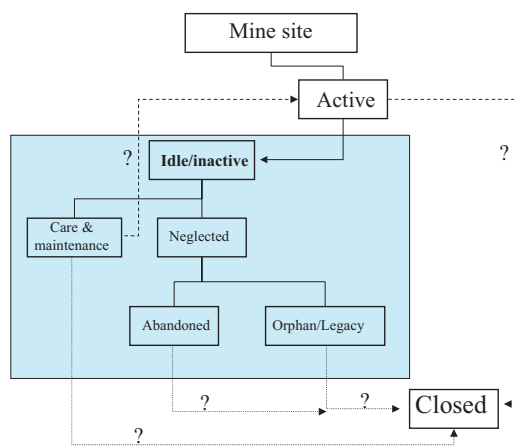 Mine site
Active
?
?
Idle/inactive
Care &
maintenance
Neglected
Abandoned
Orphan/Legacy
?
?
Closed
?